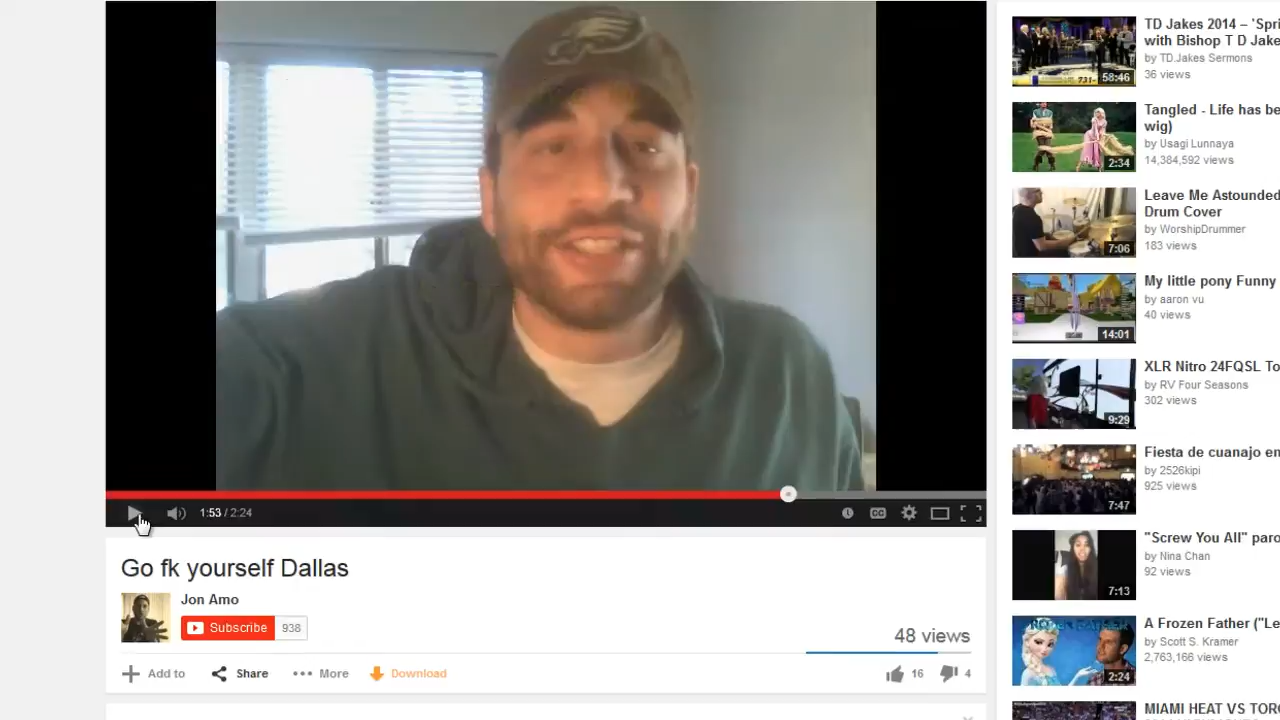 1:53 / 2:24
CC
Go fk yourself Dallas
Jon Amo
Subscribe 938
48 views
Add to
Share
More
Download
16
4
58:46
TD Jakes 2014 – 'Spri
with Bishop T D Jake
by TD Jakes Sermons
36 views
2:34
Tangled - Life has be
wig)
by Usagi Lunnaya
14,384,592 views
7:06
Leave Me Astounded
Drum Cover
by WorshipDrummer
183 views
14:01
My little pony Funny
by aaron vu
40 views
9:29
XLR Nitro 24FQSL To
by RV Four Seasons
302 views
7:47
Fiesta de cuanajo en
by 2526kipi
925 views
7:13
"Screw You All" paro
by Nina Chan
92 views
2:24
A Frozen Father ("Le
by Scott S. Kramer
2,763,166 views
MIAMI HEAT VS TOR